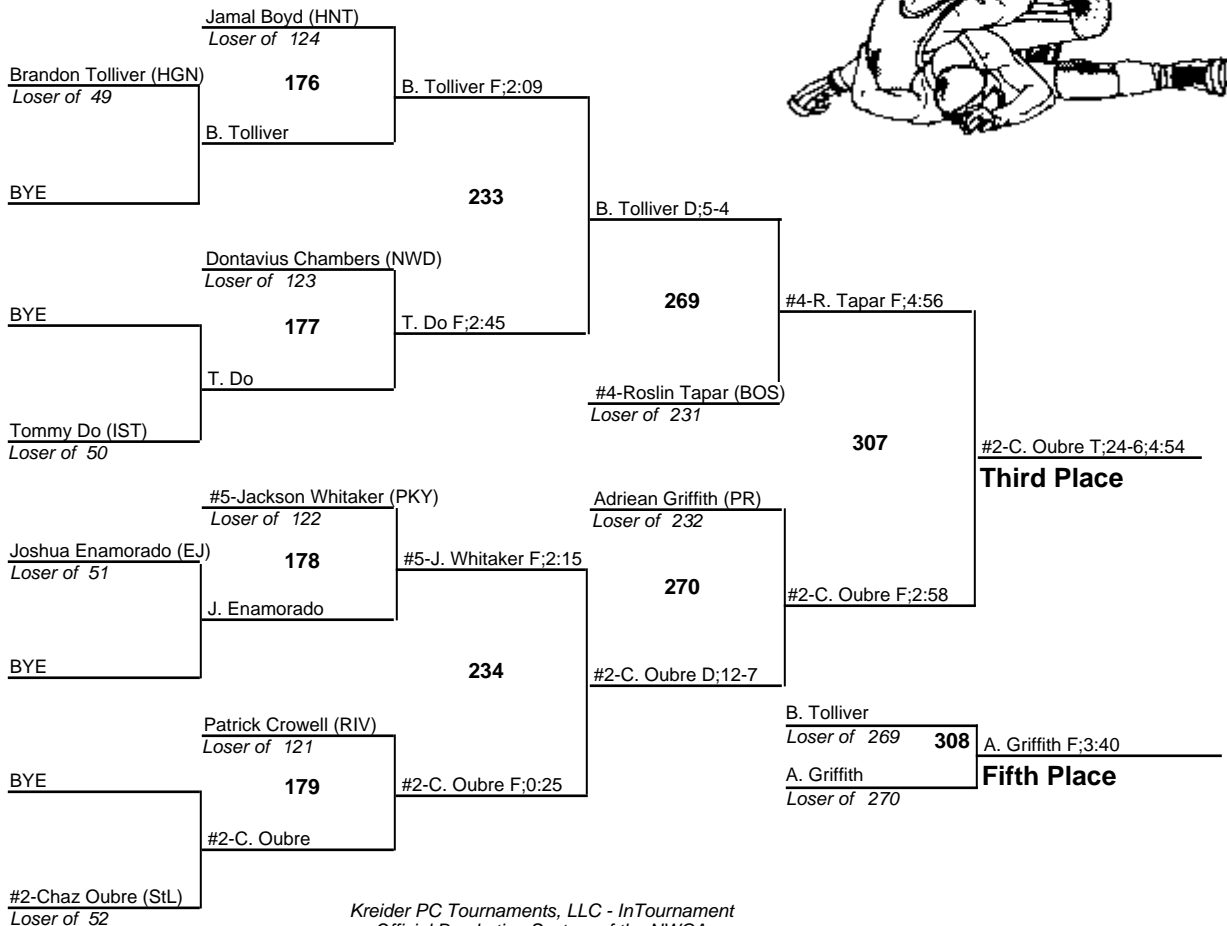 Jamal Boyd (HNT)
Loser of 124
Brandon Tolliver (HGN)
Loser of 49
176
B. Tolliver F;2:09
B. Tolliver
BYE
233
B. Tolliver D;5-4
Dontavius Chambers (NWD)
Loser of 123
BYE
177
T. Do F;2:45
269
#4-R. Tapar F;4:56
T. Do
#4-Roslin Tapar (BOS)
Loser of 231
Tommy Do (IST)
Loser of 50
307
#2-C. Oubre T;24-6;4:54
Third Place
#5-Jackson Whitaker (PKY)
Loser of 122
Adriean Griffith (PR)
Loser of 232
Joshua Enamorado (EJ)
Loser of 51
178
#5-J. Whitaker F;2:15
270
#2-C. Oubre F;2:58
J. Enamorado
BYE
234
#2-C. Oubre D;12-7
Patrick Crowell (RIV)
Loser of 121
B. Tolliver
Loser of 269
308
A. Griffith F;3:40
Fifth Place
A. Griffith
Loser of 270
BYE
179
#2-C. Oubre F;0:25
#2-C. Oubre
#2-Chaz Oubre (StL)
Loser of 52
Kreider PC Tournaments, LLC - InTournament